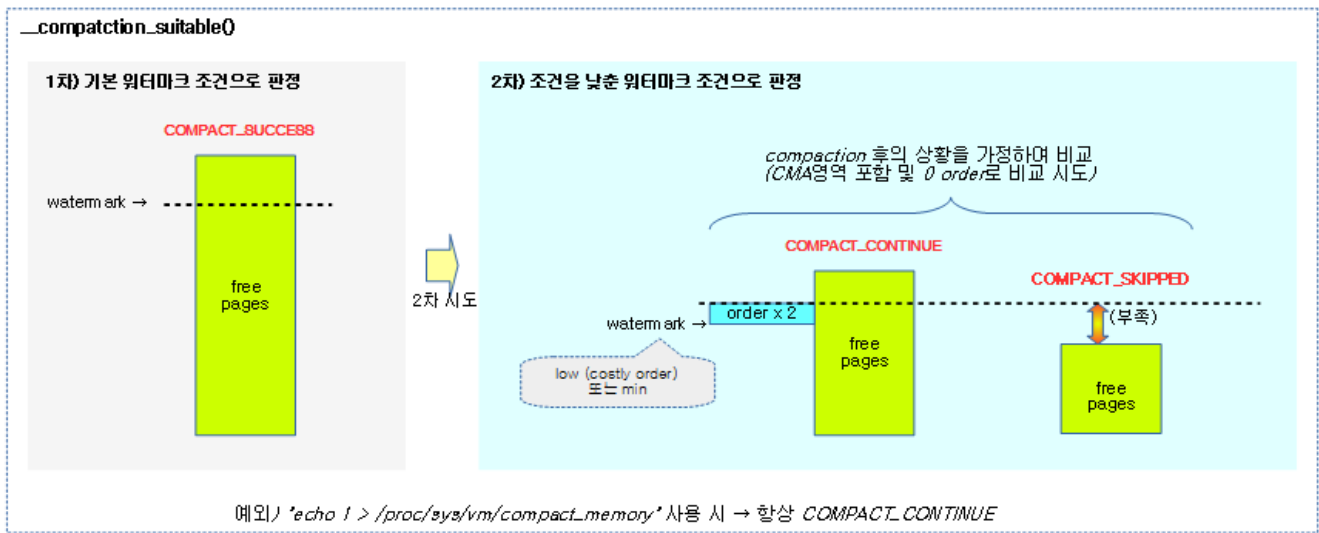 __compatction_suitable()
1차) 기본 워터마크 조건으로 판정
COMPACT_SUCCESS
watermark →
free
pages
2차 시도
2차) 조건을 낮춘 워터마크 조건으로 판정
compaction 후의 상황을 가정하여 비교
(CMA영역 포함 및 0 order로 비교 시도)
COMPACT_CONTINUE
COMPACT_SKIPPED
order x 2
(부족)
watermark →
free
pages
low (costly order)
또는 min
free
pages
예외) "echo 1 > /proc/sys/vm/compact_memory" 사용 시 → 항상 COMPACT_CONTINUE